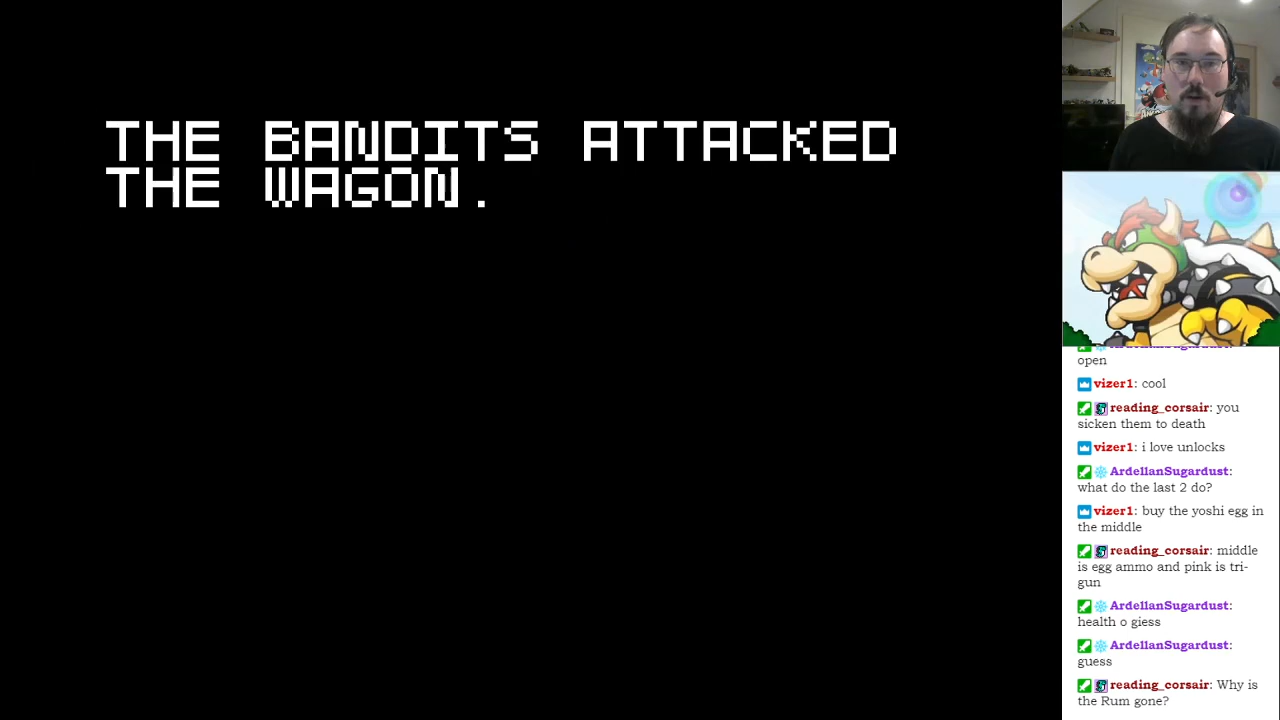 THE BANDITS ATTACKED
THE WAGON.
open
vizer1: cool
reading_corsair: you
sicken them to death
vizer1: i love unlocks
ArdellanSugardust:
what do the last 2 do?
vizer1: buy the yoshi egg in
the middle
reading_corsair: middle
is egg ammo and pink is tri-
gun
ArdellanSugardust:
health o giess
ArdellanSugardust:
guess
reading_corsair: Why is
the Rum gone?